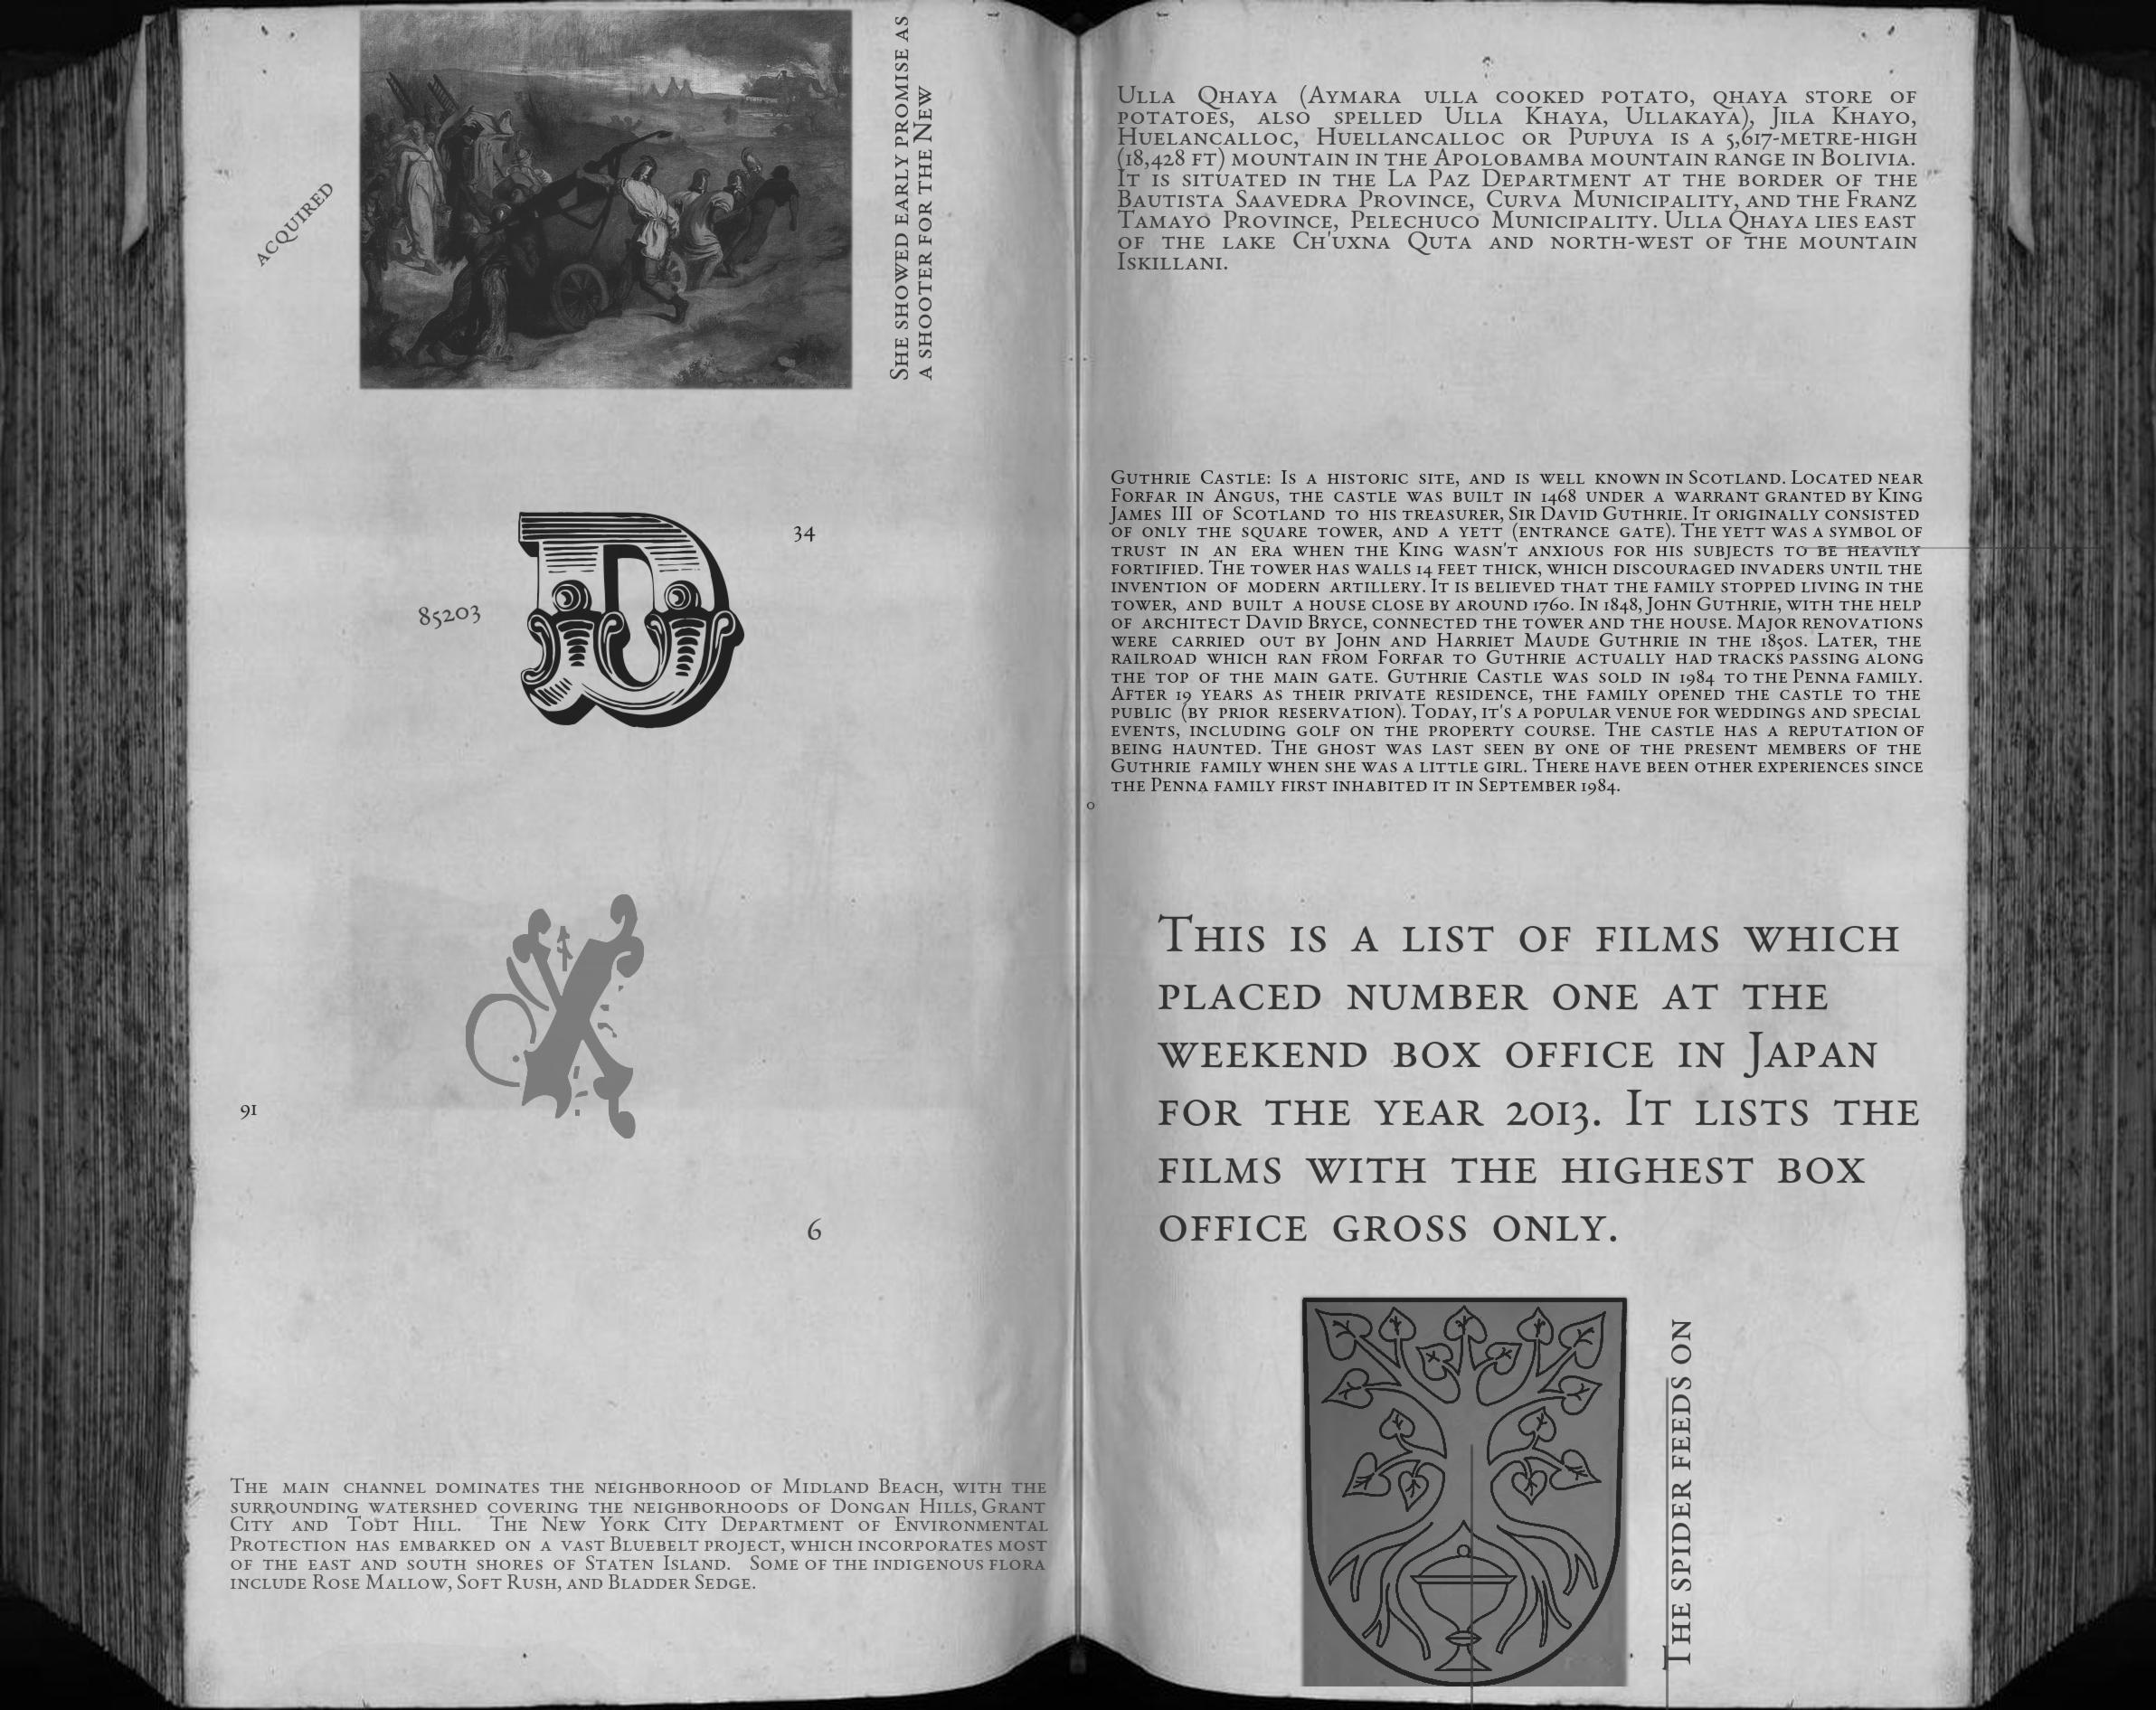 ACQUIRED
She showed early promise as
a shooter for the New
D
34
85203
K
91
6
The main channel dominates the neighborhood of Midland Beach, with the
surrounding watershed covering the neighborhoods of Dongan Hills, Grant
City and Todt Hill. The New York City Department of Environmental
Protection has embarked on a vast Bluebelt project, which incorporates most
of the east and south shores of Staten Island. Some of the indigenous flora
include Rose Mallow, Soft Rush, and Bladder Sedge.
Ulla Qhaya (Aymara ulla cooked potato, qhaya store of
potatoes, also spelled Ulla Khaya, Ullakaya), Jila Khayo,
Huelancalloc, Huellancalloc or Pupuya is a 5,617-metre-high
(18,428 ft) mountain in the Apolobamba mountain range in Bolivia.
It is situated in the La Paz Department at the border of the
Bautista Saavedra Province, Curva Municipality, and the Franz
Tamayo Province, Pelechuco Municipality. Ulla Qhaya lies east
of the lake Ch'uxna Quta and north-west of the mountain
Iskillani.
Guthrie Castle: Is a historic site, and is well known in Scotland. Located near
Forfar in Angus, the castle was built in 1468 under a warrant granted by King
James III of Scotland to his treasurer, Sir David Guthrie. It originally consisted
of only the square tower, and a yett (entrance gate). The yett was a symbol of
trust in an era when the King wasn't anxious for his subjects to be heavily
fortified. The tower has walls 14 feet thick, which discouraged invaders until the
invention of modern artillery. It is believed that the family stopped living in the
tower, and built a house close by around 1760. In 1848, John Guthrie, with the help
of architect David Bryce, connected the tower and the house. Major renovations
were carried out by John and Harriet Maude Guthrie in the 1850s. Later, the
railroad which ran from Forfar to Guthrie actually had tracks passing along
the top of the main gate. Guthrie Castle was sold in 1984 to the Penna family.
After 19 years as their private residence, the family opened the castle to the
public (by prior reservation). Today, it's a popular venue for weddings and special
events, including golf on the property course. The castle has a reputation of
being haunted. The ghost was last seen by one of the present members of the
Guthrie family when she was a little girl. There have been other experiences since
the Penna family first inhabited it in September 1984.
0
This is a list of films which
placed number one at the
weekend box office in Japan
for the year 2013. It lists the
films with the highest box
office gross only.
The spider feeds on